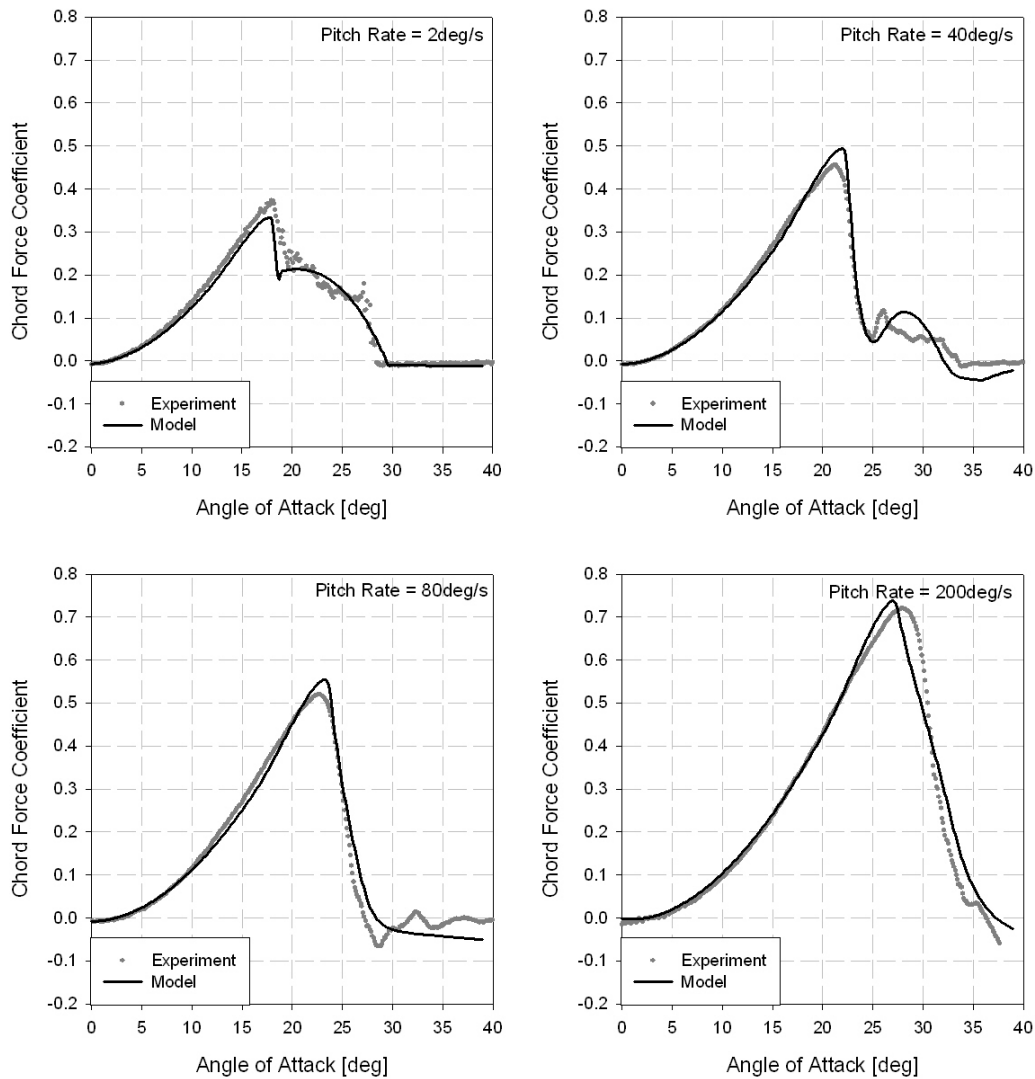 Pitch Rate = 2deg/s
Chord Force Coefficient
0.8
0.7
0.6
0.5
0.4
0.3
0.2
0.1
0.0
-0.1
-0.2
Experiment
Model
0 5 10 15 20 25 30 35 40
Angle of Attack [deg]
Pitch Rate = 40deg/s
Chord Force Coefficient
0.8
0.7
0.6
0.5
0.4
0.3
0.2
0.1
0.0
-0.1
-0.2
Experiment
Model
0 5 10 15 20 25 30 35 40
Angle of Attack [deg]
Pitch Rate = 80deg/s
Chord Force Coefficient
0.8
0.7
0.6
0.5
0.4
0.3
0.2
0.1
0.0
-0.1
-0.2
Experiment
Model
0 5 10 15 20 25 30 35 40
Angle of Attack [deg]
Pitch Rate = 200deg/s
Chord Force Coefficient
0.8
0.7
0.6
0.5
0.4
0.3
0.2
0.1
0.0
-0.1
-0.2
Experiment
Model
0 5 10 15 20 25 30 35 40
Angle of Attack [deg]